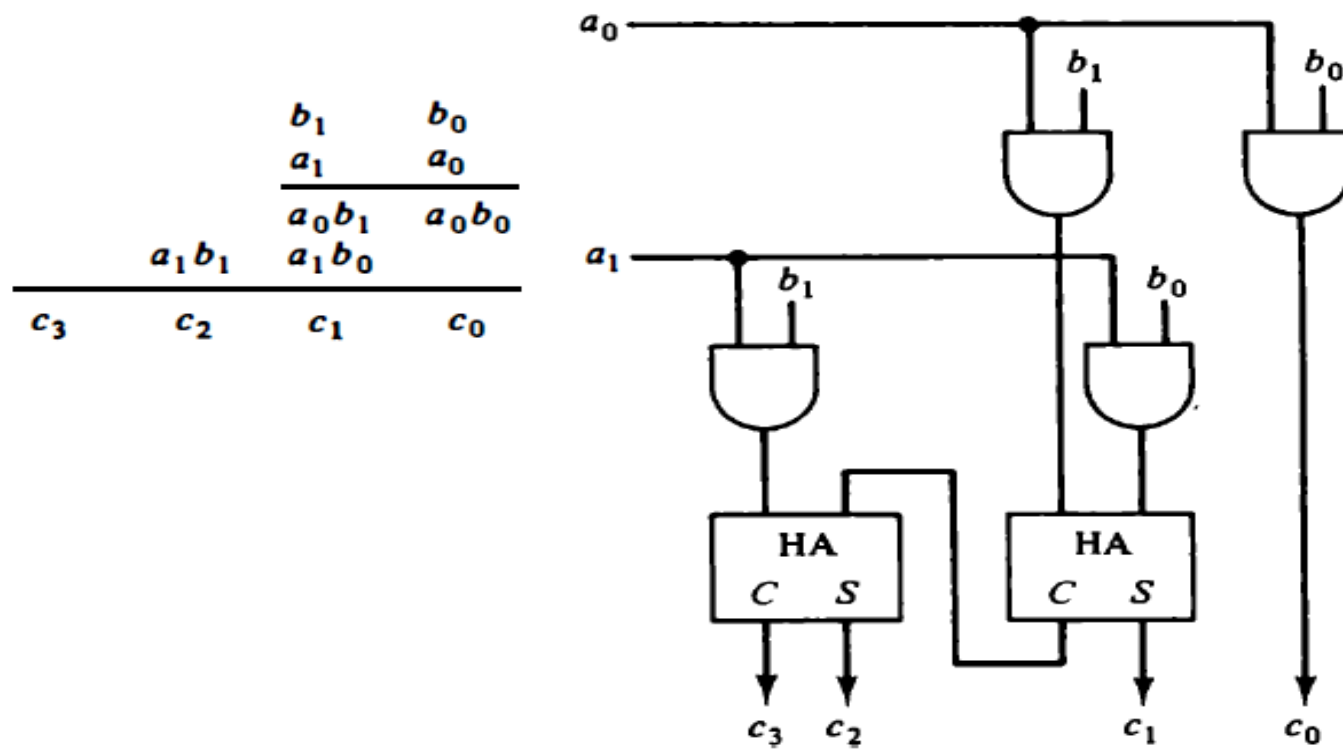 b₁ b₀
a₁ a₀
a₀b₁ a₀b₀
a₁b₁ a₁b₀
c₃ c₂ c₁ c₀
a₀
b₁ b₀
a₁
b₁ b₀
HA HA
C S C S
c₃ c₂ c₁ c₀